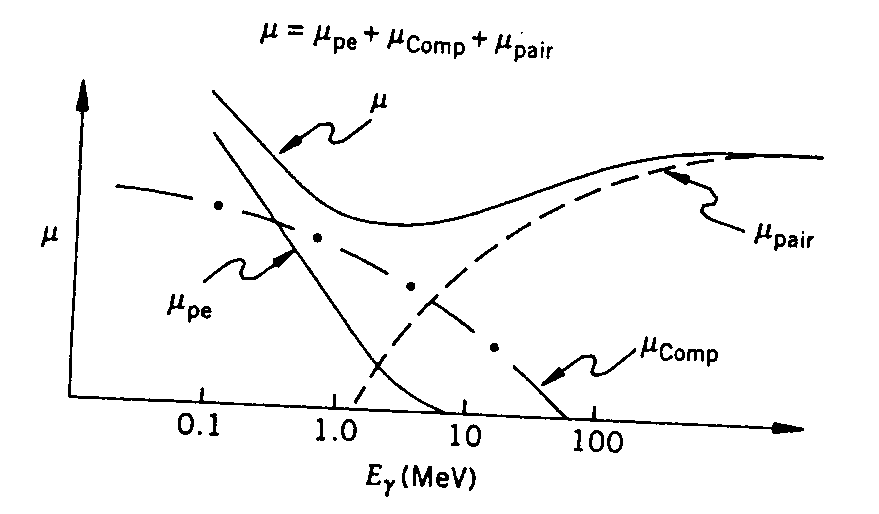 μ = μpe + μComp + μpair
μ
μ
μpair
μpe
μComp
0.1 1.0 10 100
Eγ (MeV)